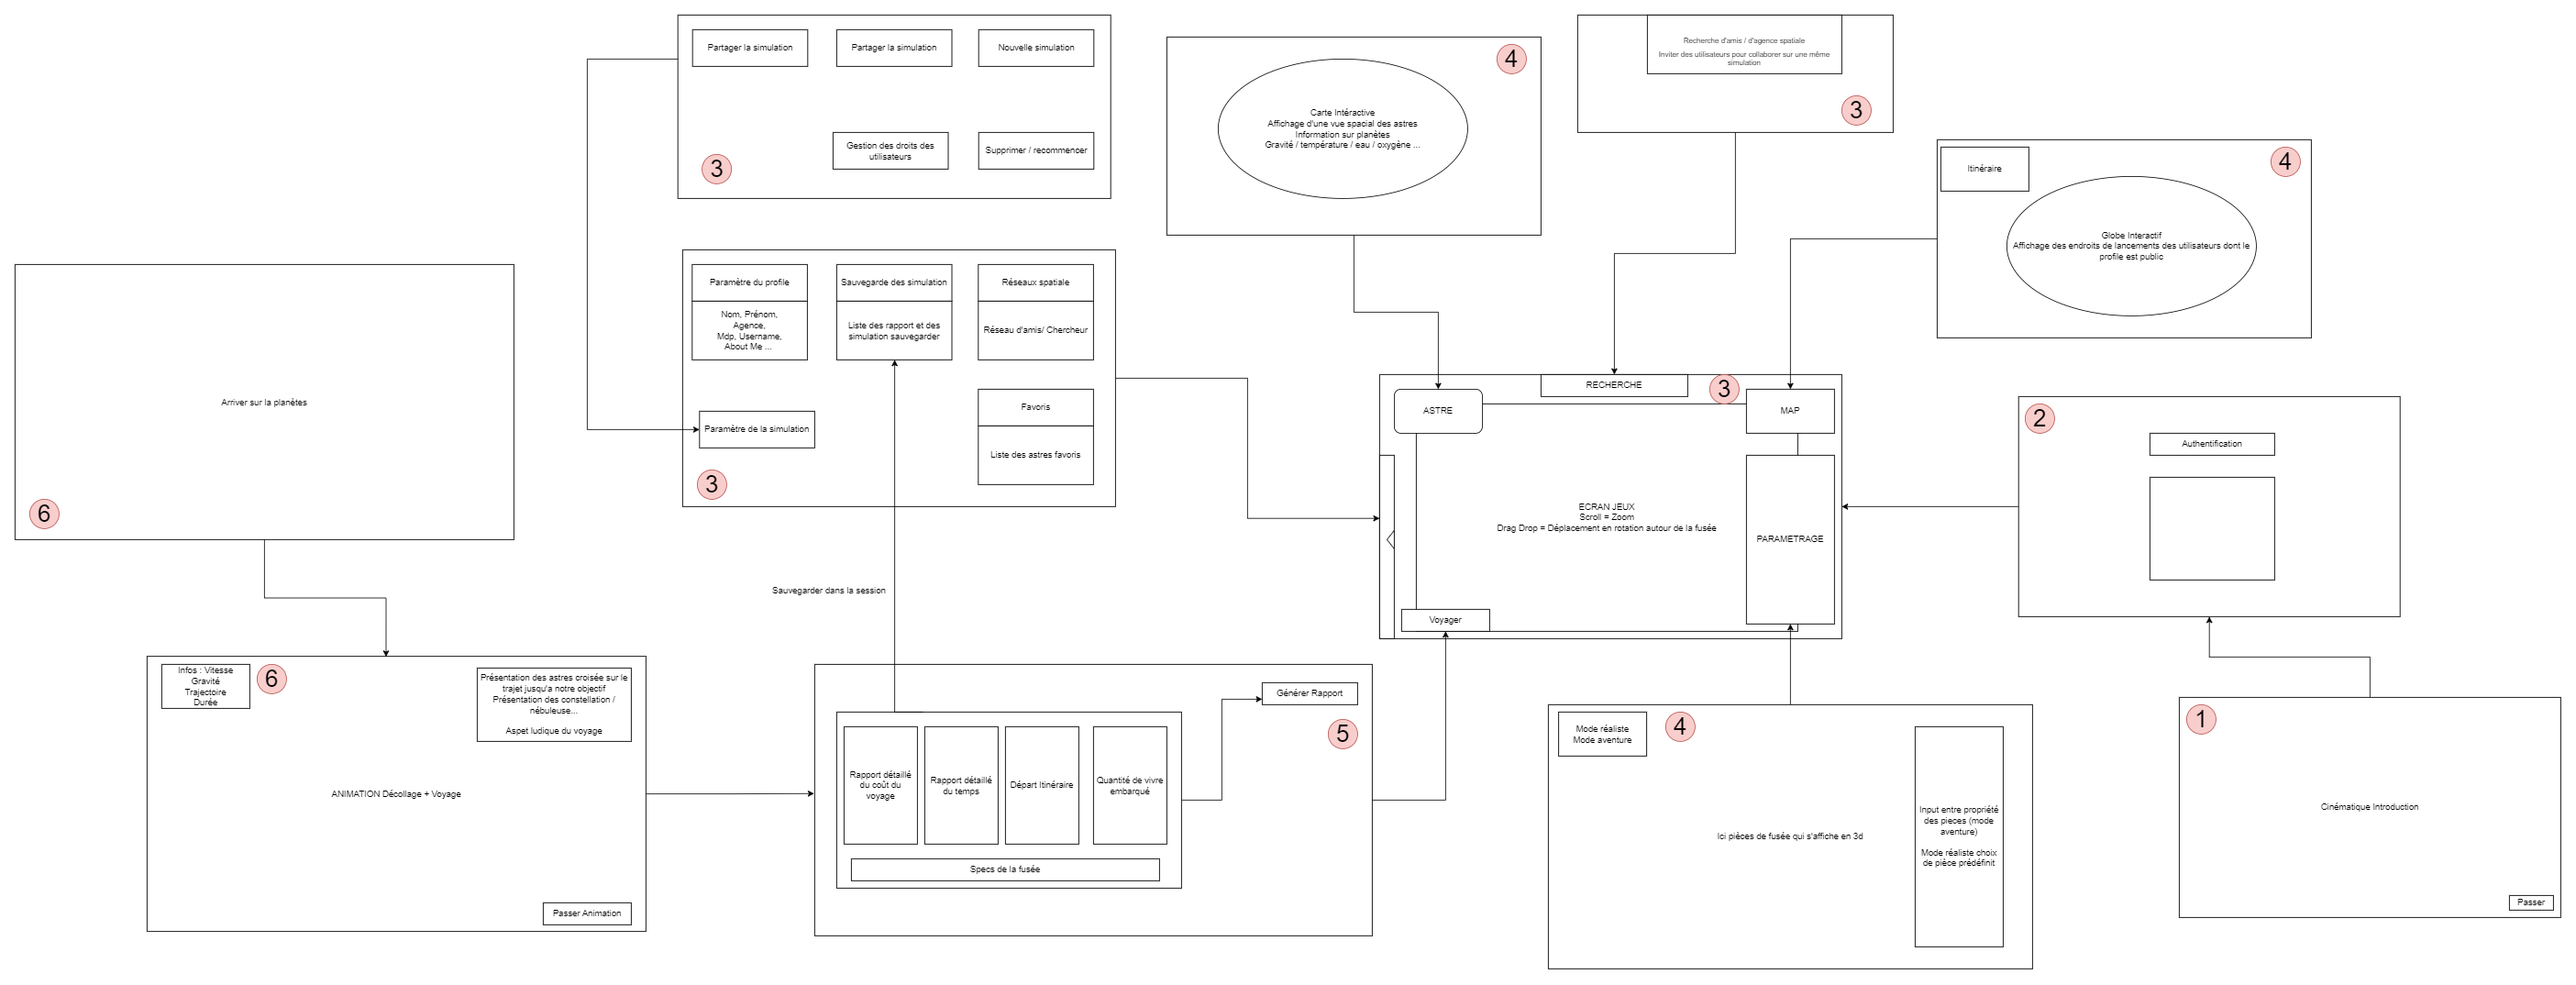 Partager la simulation
Partager la simulation
Nouvelle simulation
Gestion des droits des
utilisateurs
Supprimer / recommencer
3
4
Carte Intéractive
Affichage d'une vue spacial des astres
Information sur planètes
Gravité / température / eau / oxygène ...
Recherche d'amis / d'agence spatiale
Inviter des utilisateurs pour collaborer sur une même
simulation
3
Itinéraire
4
Globe Interactif
Affichage des endroits de lancements des utilisateurs dont le
profile est public
Arriver sur la planètes
6
Paramètre du profile
Nom, Prénom,
Agence,
Mdp, Username,
About Me ...
Sauvegarde des simulation
Liste des rapport et des
simulation sauvegarder
Réseaux spatiale
Réseau d'amis/ Chercheur
Favoris
Liste des astres favoris
Paramètre de la simulation
3
RECHERCHE
3
ASTRE
MAP
ECRAN JEUX
Scroll = Zoom
Drag Drop = Déplacement en rotation autour de la fusée
PARAMETRAGE
Voyager
2
Authentification
Sauvegarder dans la session
Infos : Vitesse
Gravité
Trajectoire
Durée
6
Présentation des astres croisée sur le
trajet jusqu'a notre objectif
Présentation des constellation /
nébuleuse...
Aspet ludique du voyage
ANIMATION Décollage + Voyage
Passer Animation
Générer Rapport
5
Rapport détaillé
du coût du
voyage
Rapport détaillé
du temps
Départ Itinéraire
Quantité de vivre
embarqué
Specs de la fusée
Mode réaliste
Mode aventure
4
Ici pièces de fusée qui s'affiche en 3d
Input entre propriété
des pieces (mode
aventure)
Mode réaliste choix
de pièce prédéfinit
1
Cinématique Introduction
Passer